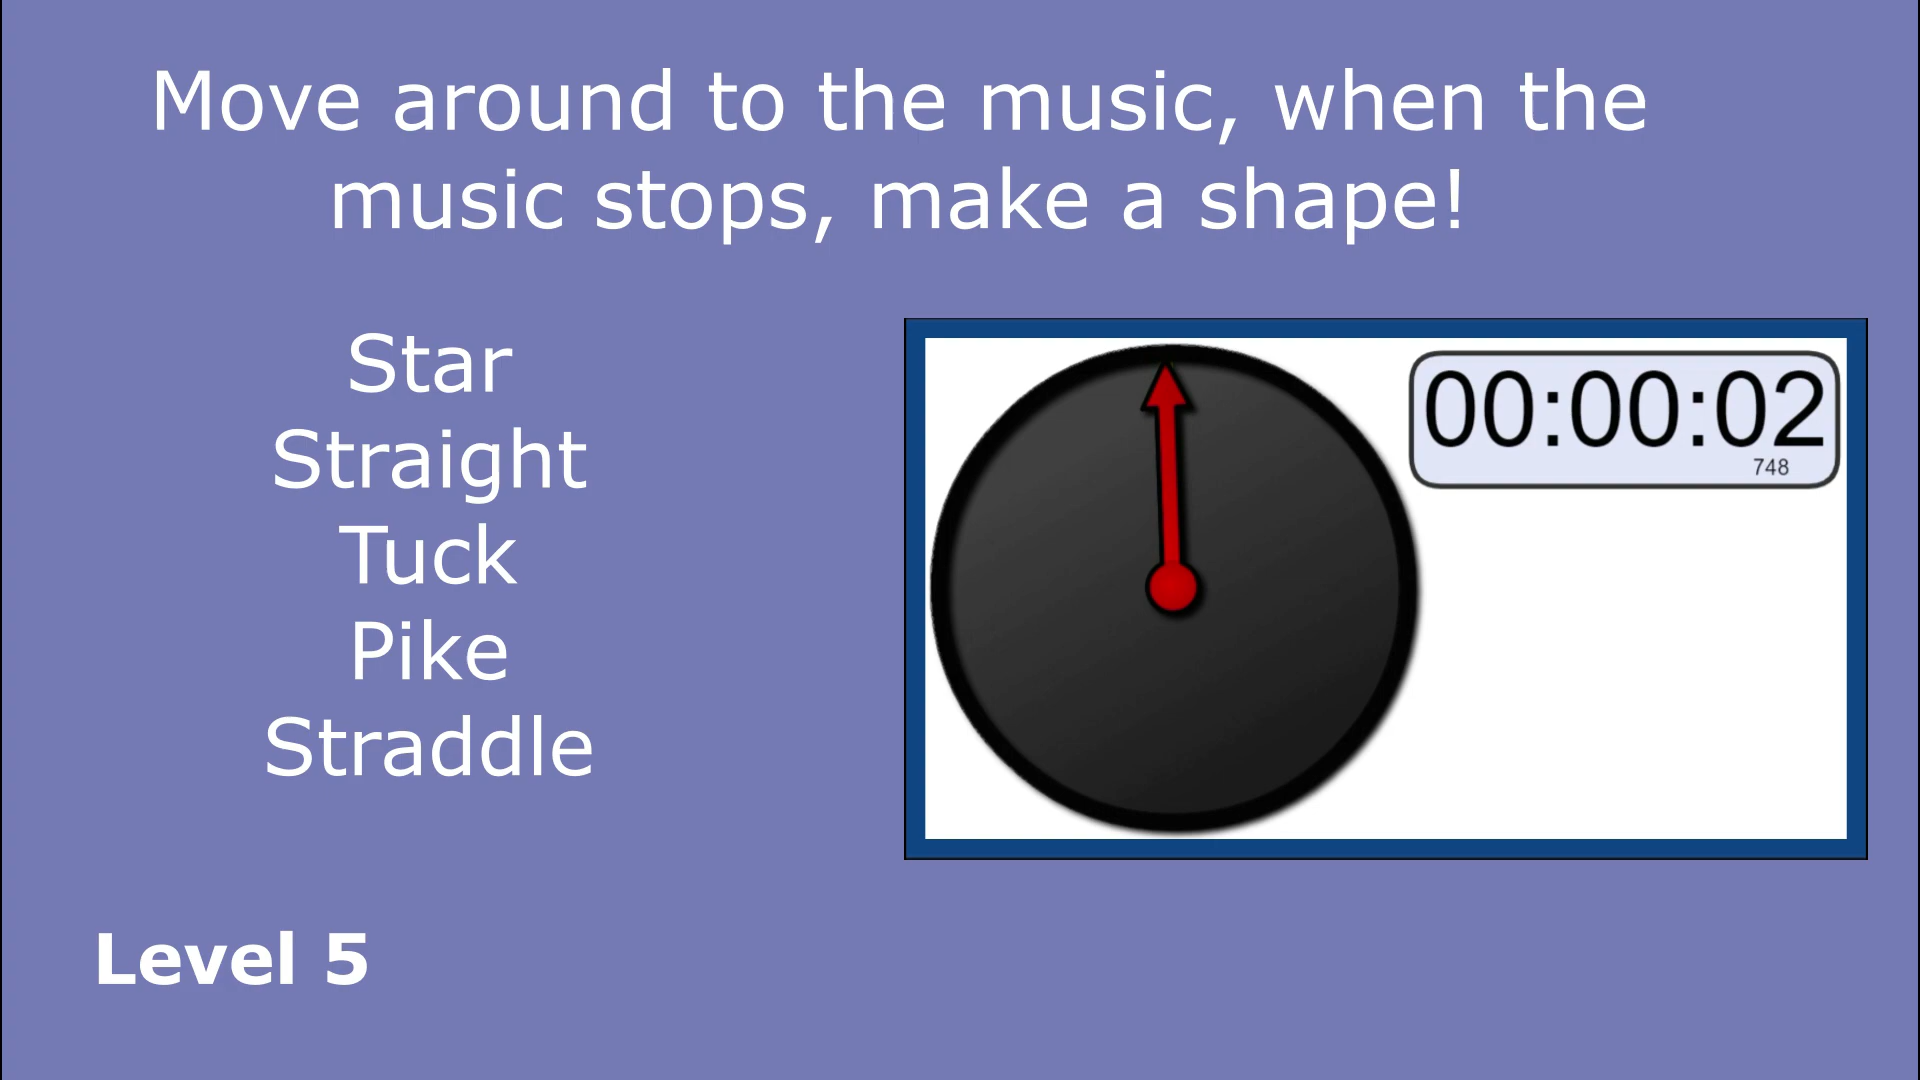 Move around to the music, when the
music stops, make a shape!
Star
Straight
Tuck
Pike
Straddle
00:00:02
748
Level 5